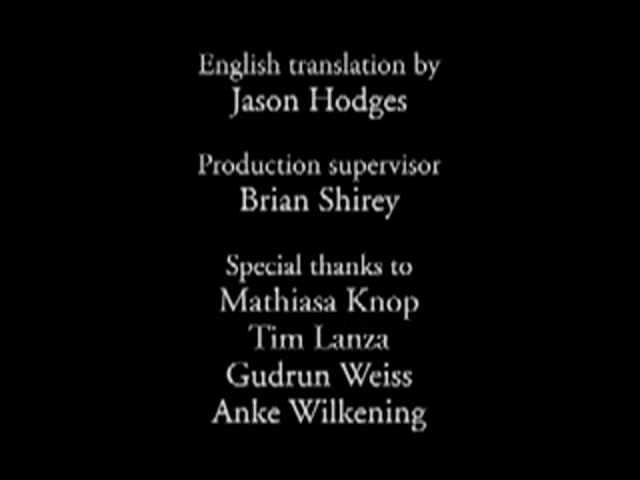 English translation by
Jason Hodges
Production supervisor
Brian Shirey
Special thanks to
Mathiasa Knop
Tim Lanza
Gudrun Weiss
Anke Wilkening